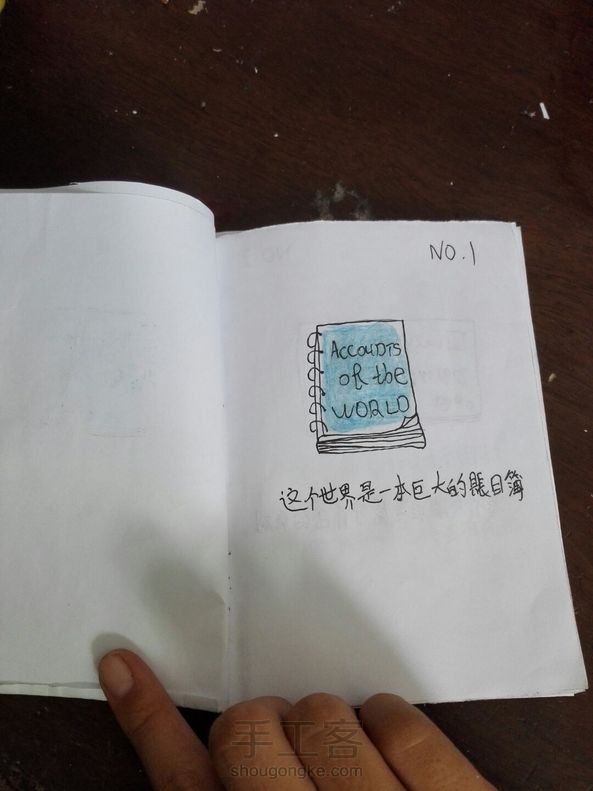 NO.1
ACCOUNTS
of the
WORLD
这个世界是一本巨大的賬目簿
手工客
shougongke.com